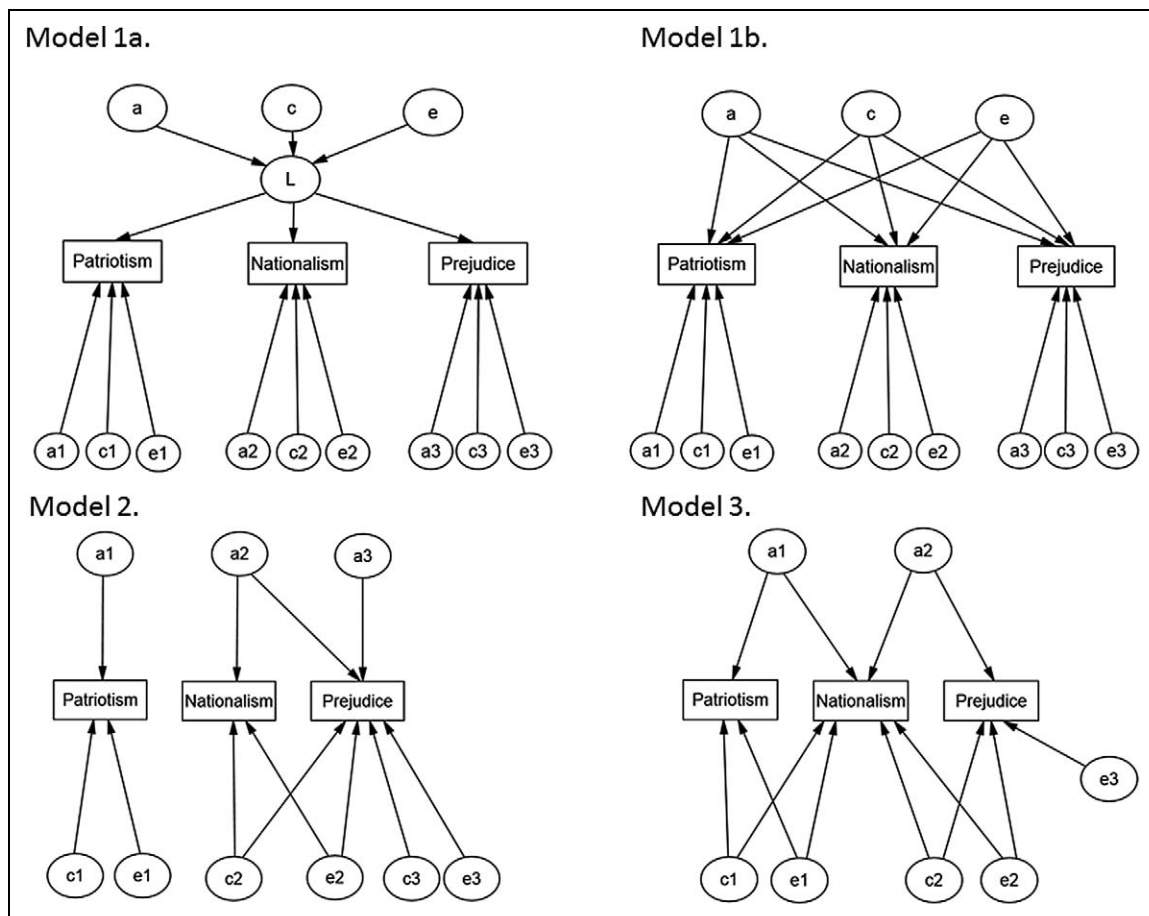 Model 1a.
a c e
L
Patriotism Nationalism Prejudice
a1 c1 e1 a2 c2 e2 a3 c3 e3
Model 1b.
a c e
Patriotism Nationalism Prejudice
a1 c1 e1 a2 c2 e2 a3 c3 e3
Model 2.
a1 a2 a3
Patriotism Nationalism Prejudice
c1 e1 c2 e2 c3 e3
Model 3.
a1 a2
Patriotism Nationalism Prejudice
e3
c1 e1 c2 e2